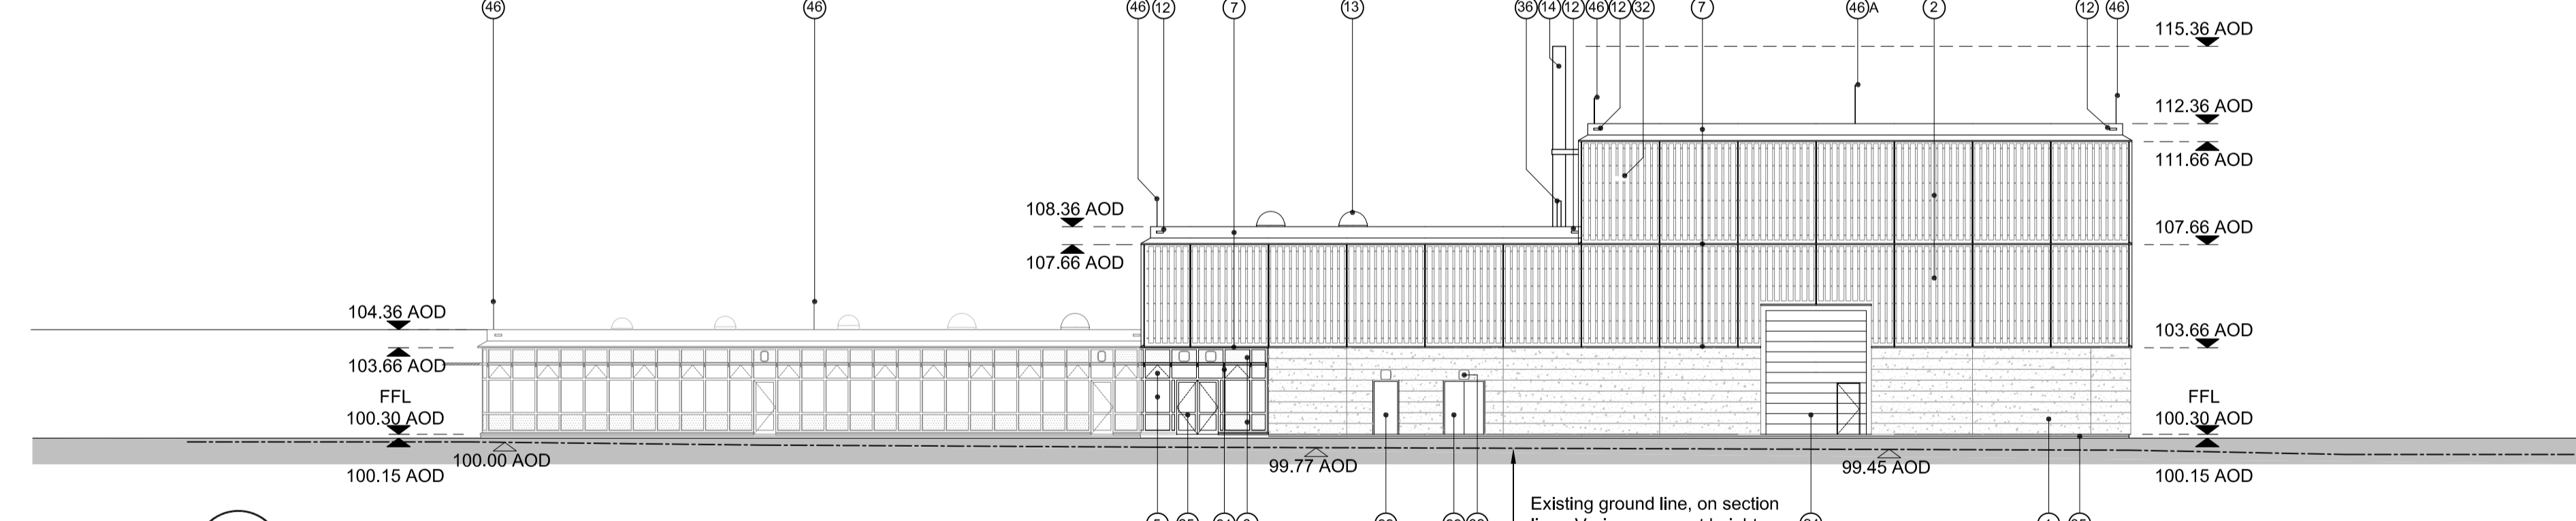 46 46 46 12 7 13 36 14 12 46 12 32 7 46A 2 12 46
115.36 AOD
112.36 AOD
111.66 AOD
108.36 AOD
107.66 AOD
107.66 AOD
104.36 AOD
103.66 AOD
103.66 AOD
FFL
100.30 AOD
FFL
100.30 AOD
100.00 AOD
99.77 AOD
99.45 AOD
100.15 AOD
100.15 AOD
Existing ground line, on section